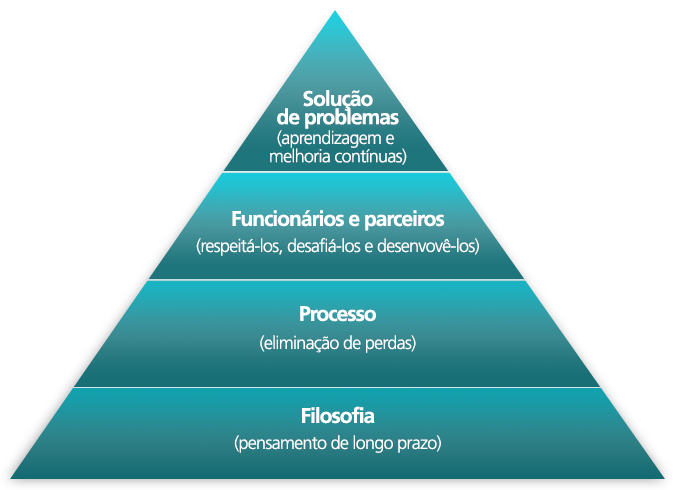 Solução
de problemas
(aprendizagem e
melhoria contínuas)
Funcionários e parceiros
(respeitá-los, desafiá-los e desenvovê-los)
Processo
(eliminação de perdas)
Filosofia
(pensamento de longo prazo)